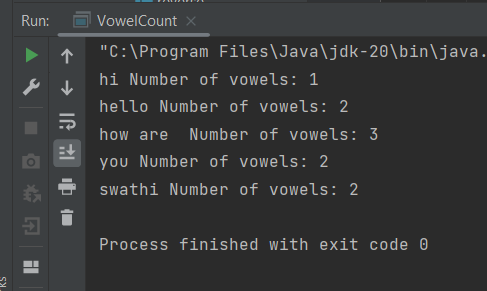 Run: VowelCount
"C:\Program Files\Java\jdk-20\bin\java.
hi Number of vowels: 1
hello Number of vowels: 2
how are  Number of vowels: 3
you Number of vowels: 2
swathi Number of vowels: 2
Process finished with exit code 0